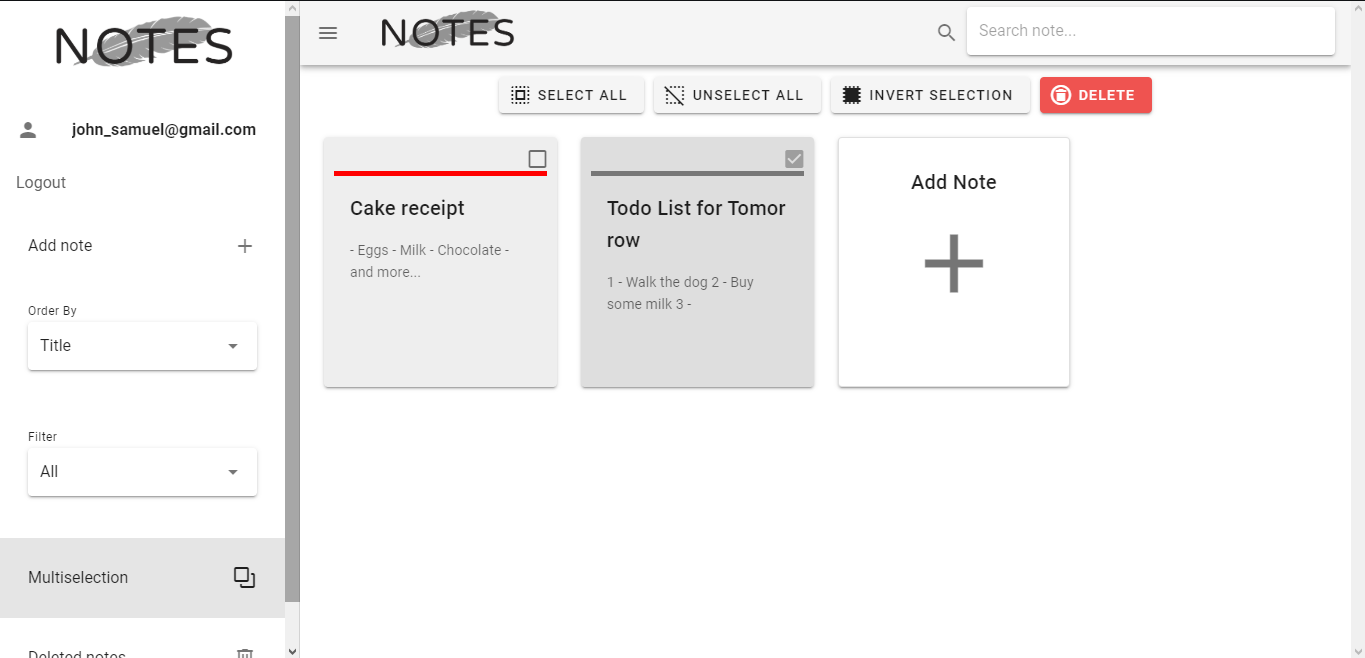 NOTES
john_samuel@gmail.com
Logout
Add note
Order By
Title
Filter
All
Multiselection
Deleted notes
NOTES
Search note...
SELECT ALL
UNSELECT ALL
INVERT SELECTION
DELETE
Cake receipt
- Eggs - Milk - Chocolate -
and more...
Todo List for Tomor
row
1 - Walk the dog 2 - Buy
some milk 3 -
Add Note